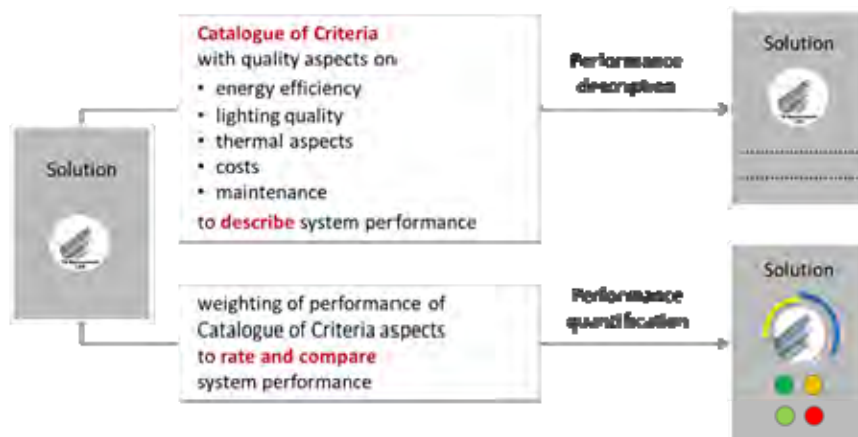 Solution
Catalogue of Criteria
with quality aspects on
• energy efficiency
• lighting quality
• thermal aspects
• costs
• maintenance
to describe system performance
Performance
description
Solution
weighting of performance of
Catalogue of Criteria aspects
to rate and compare
system performance
Performance
quantification
Solution